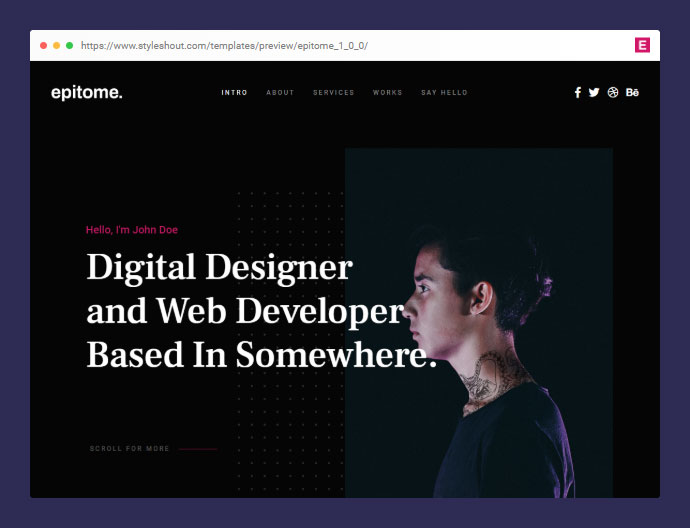 https://www.styleshout.com/templates/preview/epitome_1_0_0/
E
epitome.
INTRO ABOUT SERVICES WORKS SAY HELLO
Bē
Hello, I'm John Doe
Digital Designer
and Web Developer
Based In Somewhere.
SCROLL FOR MORE